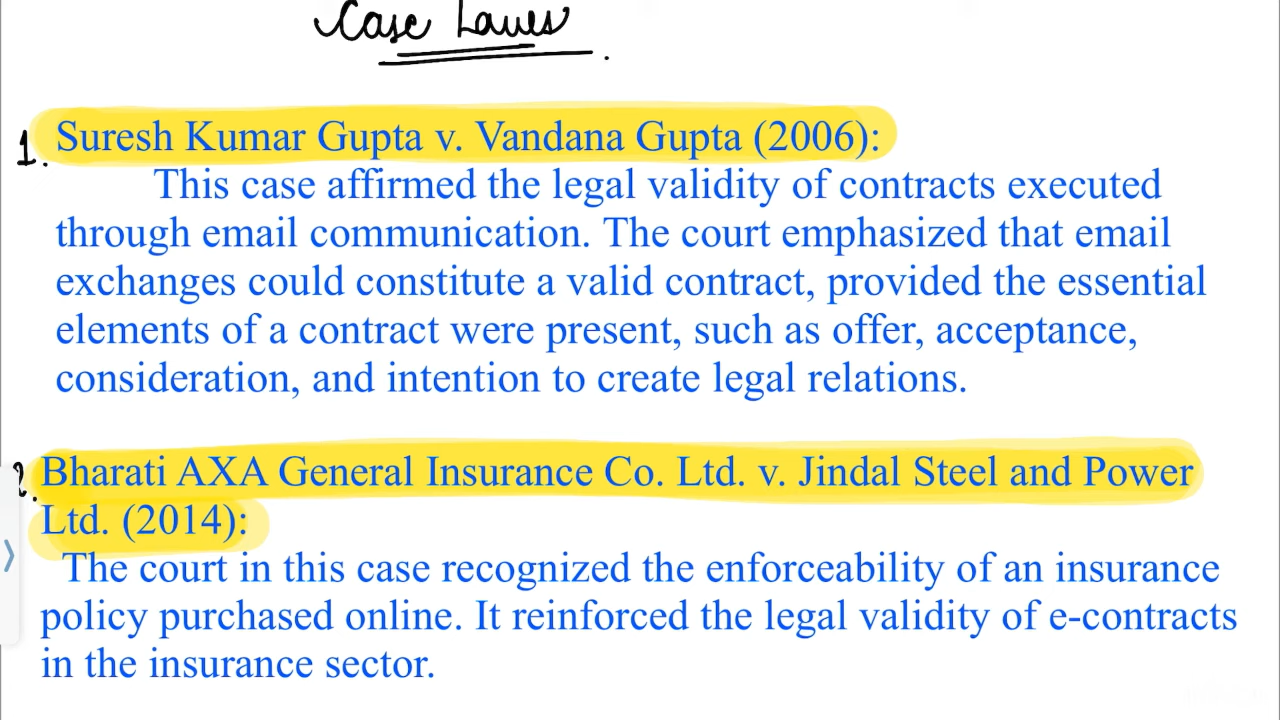 Case Laws
1. Suresh Kumar Gupta v. Vandana Gupta (2006):
This case affirmed the legal validity of contracts executed
through email communication. The court emphasized that email
exchanges could constitute a valid contract, provided the essential
elements of a contract were present, such as offer, acceptance,
consideration, and intention to create legal relations.
2. Bharati AXA General Insurance Co. Ltd. v. Jindal Steel and Power
Ltd. (2014):
The court in this case recognized the enforceability of an insurance
policy purchased online. It reinforced the legal validity of e-contracts
in the insurance sector.